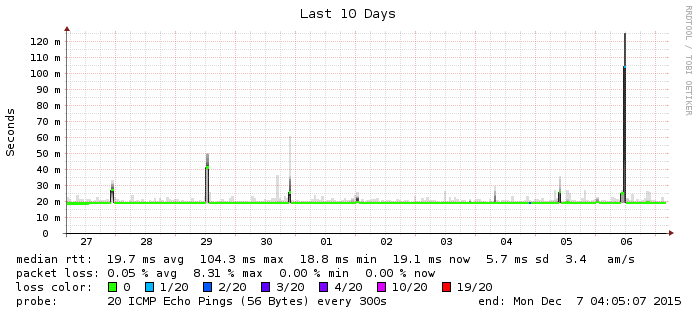 Last 10 Days
RRDTOOL / TOBI OETIKER
Seconds
120 m
110 m
100 m
90 m
80 m
70 m
60 m
50 m
40 m
30 m
20 m
10 m
0
27 28 29 30 01 02 03 04 05 06
median rtt: 19.7 ms avg 104.3 ms max 18.8 ms min 19.1 ms now 5.7 ms sd 3.4 am/s
packet loss: 0.05 % avg 8.31 % max 0.00 % min 0.00 % now
loss color: 0 1/20 2/20 3/20 4/20 10/20 19/20
probe: 20 ICMP Echo Pings (56 Bytes) every 300s end: Mon Dec 7 04:05:07 2015